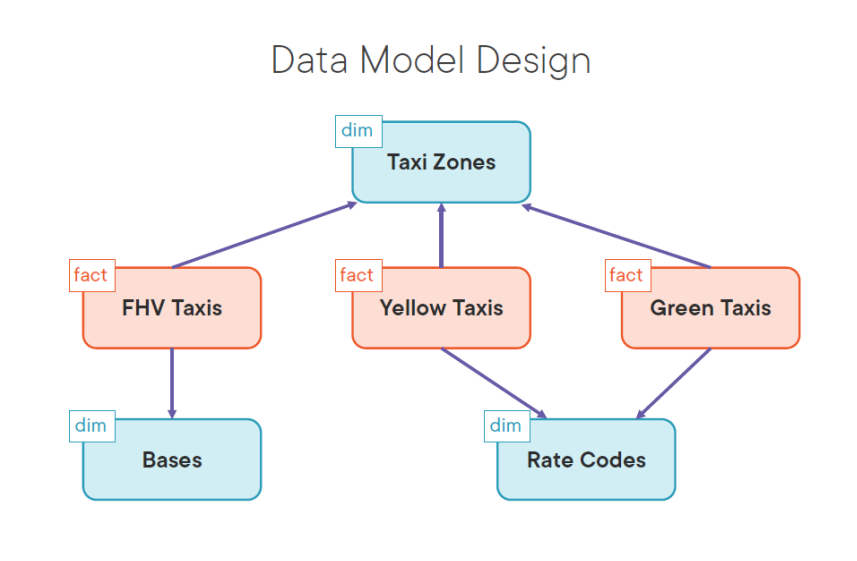 Data Model Design
dim
Taxi Zones
fact
FHV Taxis
fact
Yellow Taxis
fact
Green Taxis
dim
Bases
dim
Rate Codes